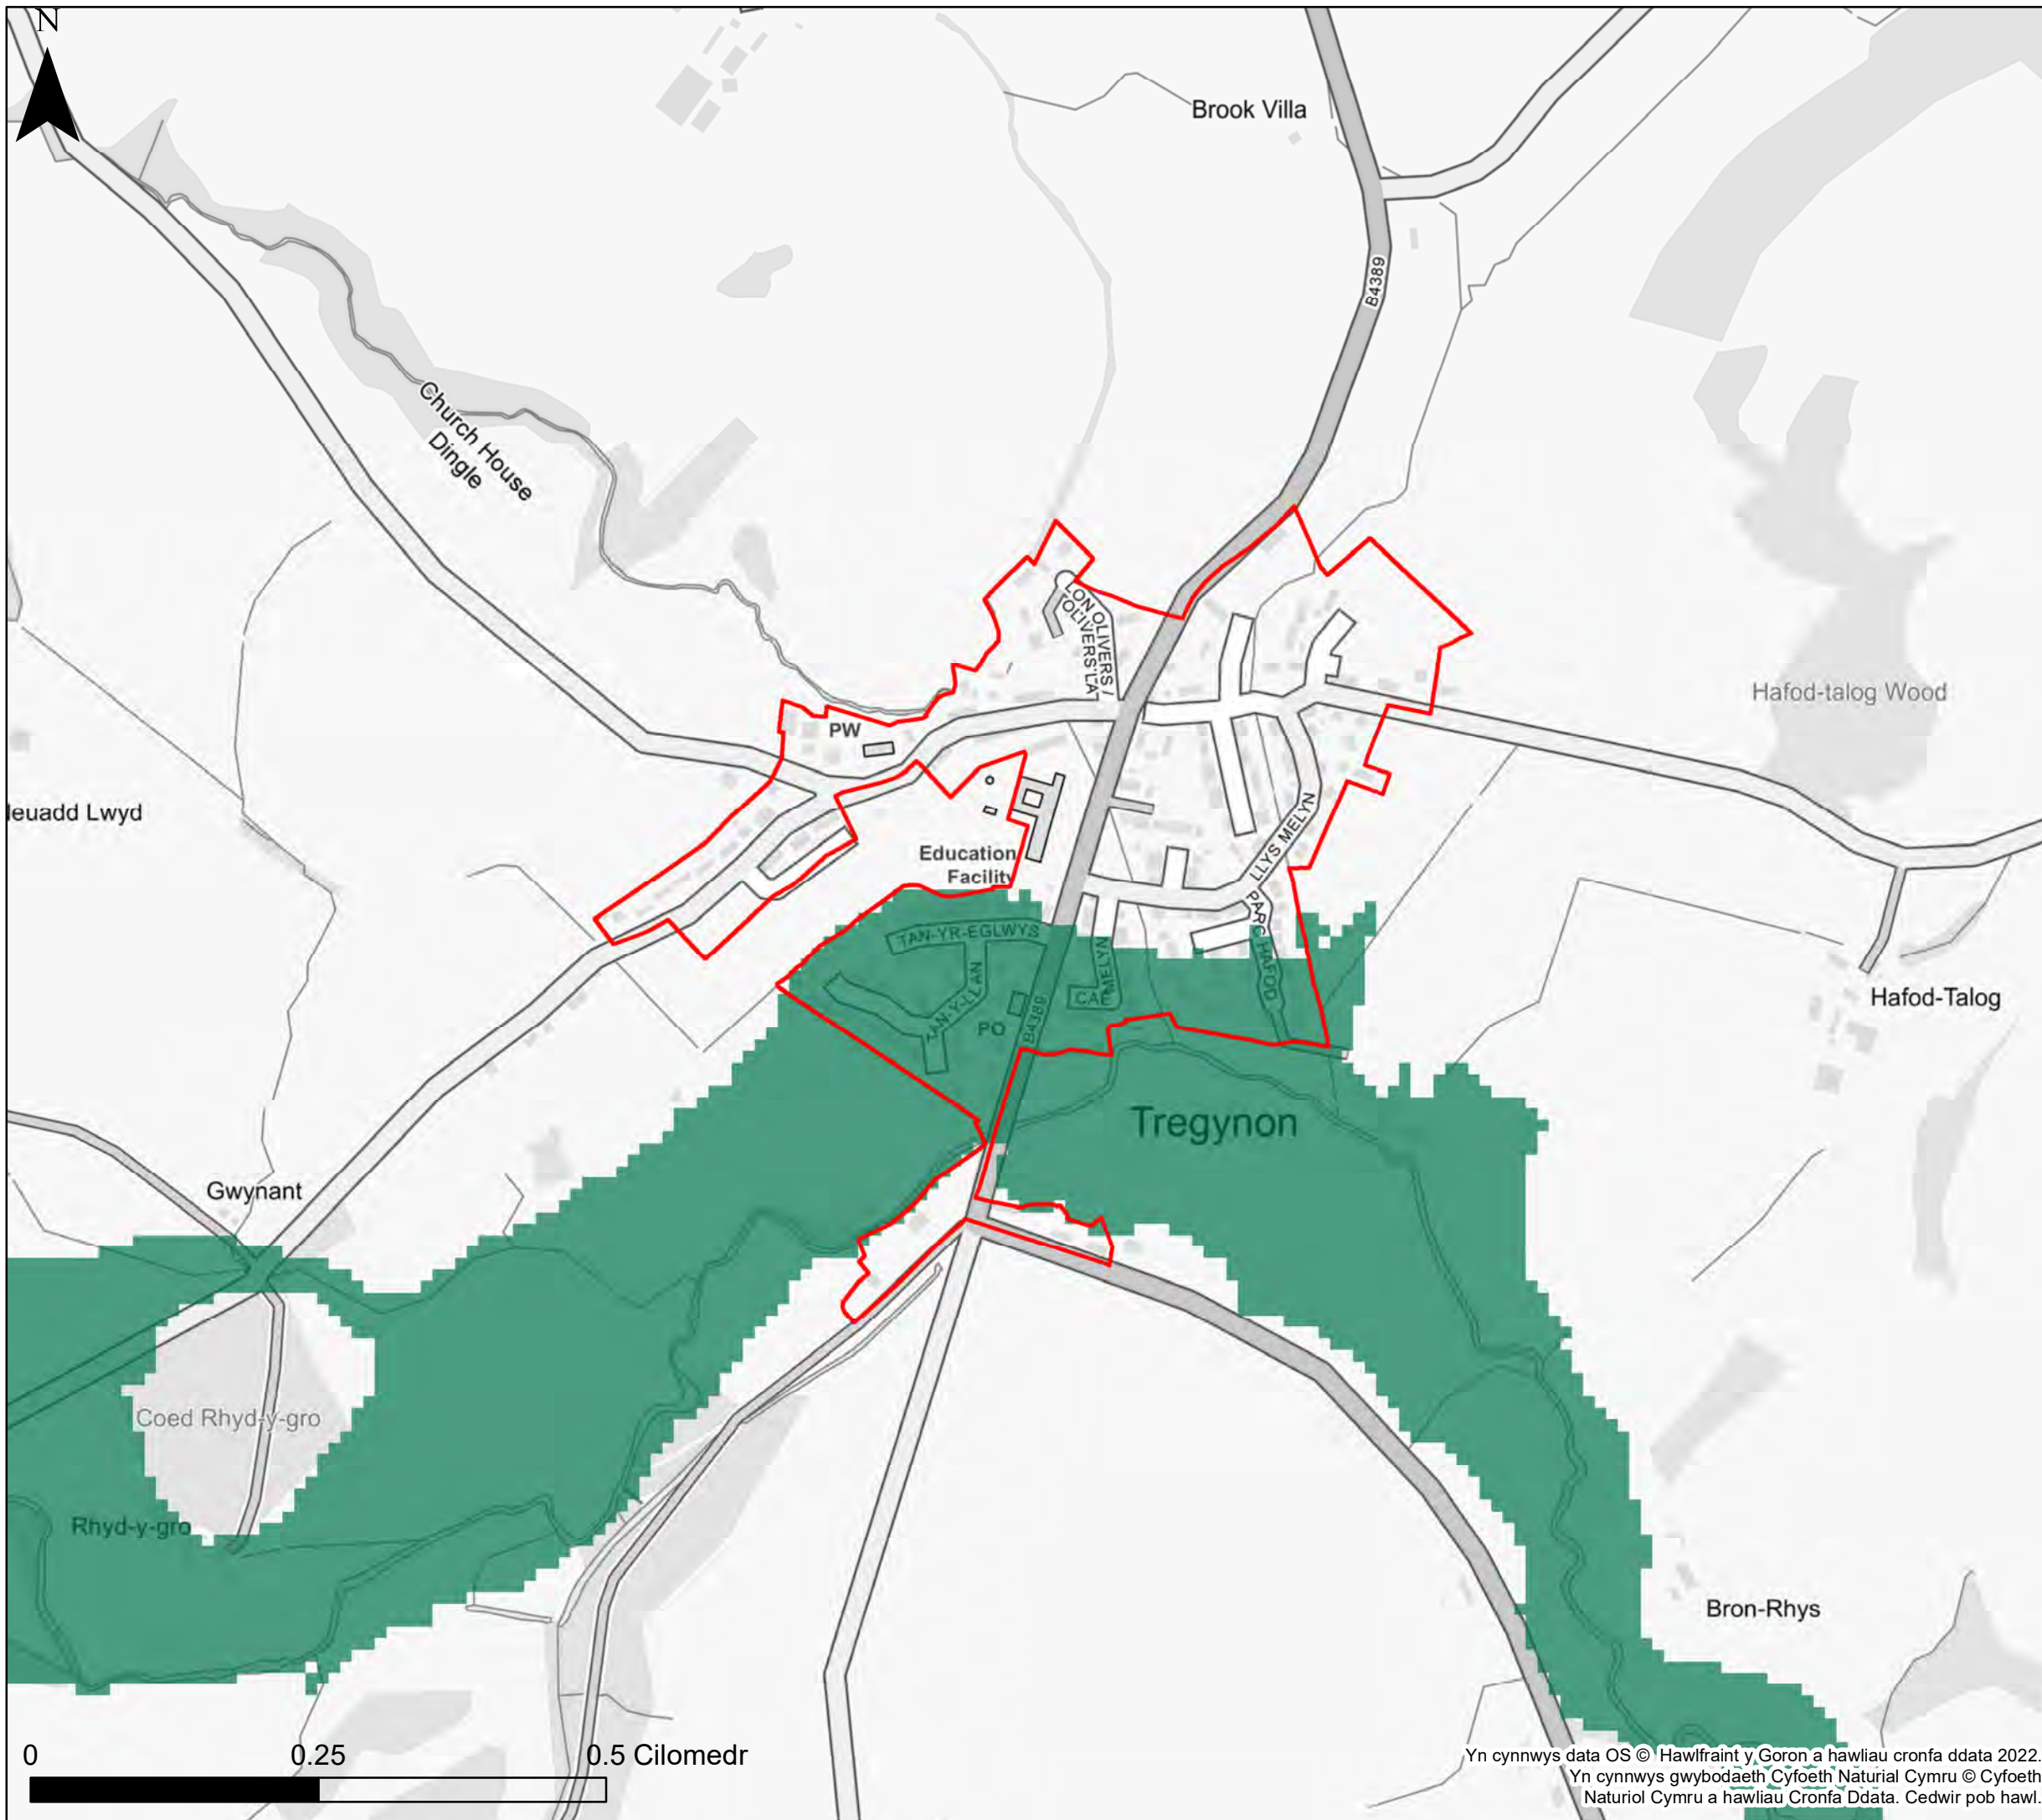 N
Brook Villa
B4389
Church House
Dingle
LON OLIVERS /
OLIVERS' LA
Hafod-talog Wood
PW
Education
Facility
LLYS MELYN
PARC HAFOD
TAN-YR-EGLWYS
TAN-Y-LLAN
CAE MELYN
PO
B4389
Hafod-Talog
Tregynon
Gwynant
Coed Rhyd-y-gro
Rhyd-y-gro
Bron-Rhys
0
0.25
0.5 Cilomedr
Yn cynnwys data OS © Hawlfraint y Goron a hawliau cronfa ddata 2022.
Yn cynnwys gwybodaeth Cyfoeth Naturial Cymru © Cyfoeth
Naturiol Cymru a hawliau Cronfa Ddata. Cedwir pob hawl.